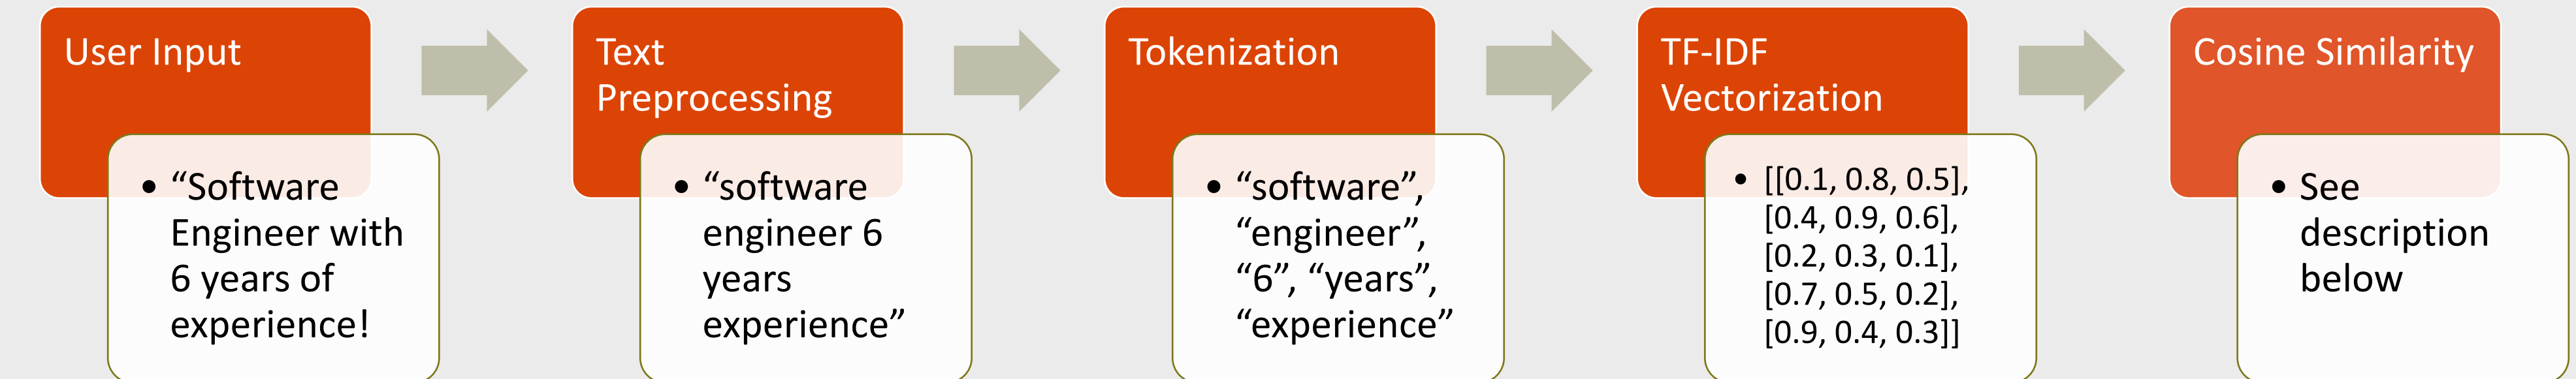 User Input
• “Software
Engineer with
6 years of
experience!
Text
Preprocessing
• “software
engineer 6
years
experience”
Tokenization
• “software”,
“engineer”,
“6”, “years”,
“experience”
TF-IDF
Vectorization
• [[0.1, 0.8, 0.5],
[0.4, 0.9, 0.6],
[0.2, 0.3, 0.1],
[0.7, 0.5, 0.2],
[0.9, 0.4, 0.3]]
Cosine Similarity
• See
description
below